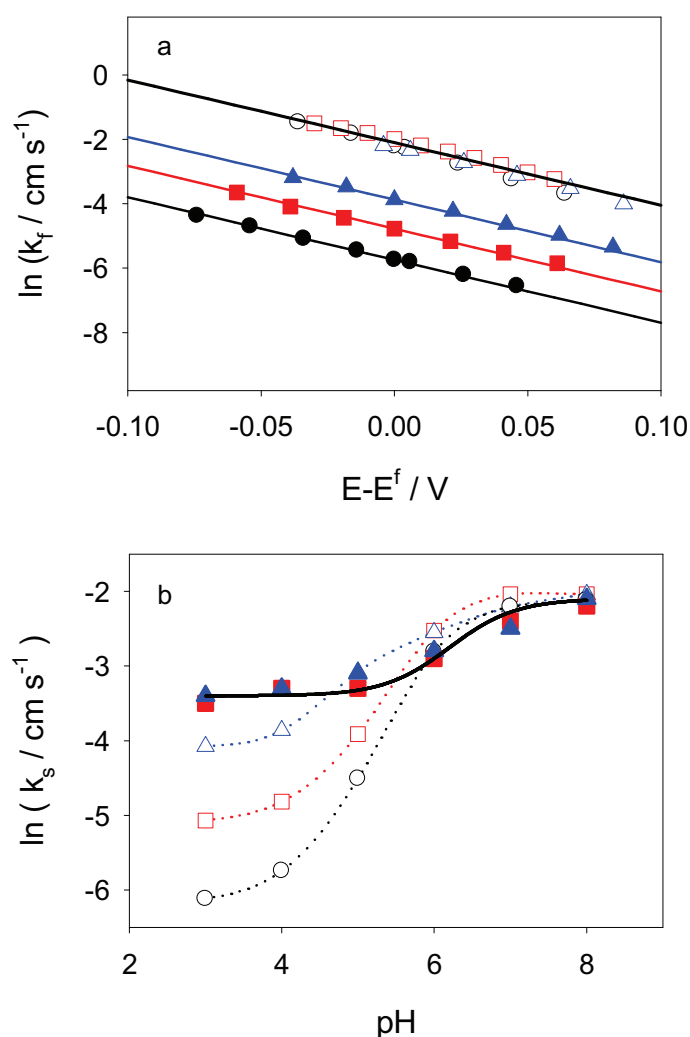 a
0
-2
-4
-6
-8
ln (k_f / cm s⁻¹)
-0.10 -0.05 0.00 0.05 0.10
E-E^f / V
b
-2
-3
-4
-5
-6
ln ( k_s / cm s⁻¹)
2 4 6 8
pH